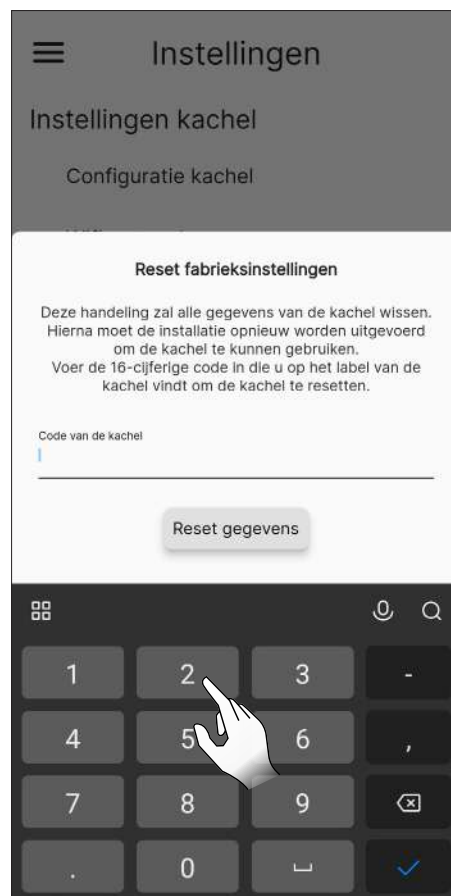 Instellingen
Instellingen kachel
Configuratie kachel
Reset fabrieksinstellingen
Deze handeling zal alle gegevens van de kachel wissen.
Hierna moet de installatie opnieuw worden uitgevoerd
om de kachel te kunnen gebruiken.
Voer de 16-cijferige code in die u op het label van de
kachel vindt om de kachel te resetten.
Code van de kachel
Reset gegevens
1 2 3 -
4 5 6 ,
7 8 9
. 0